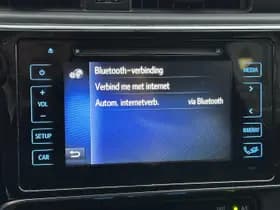 Bluetooth-verbinding
Verbind me met internet
Autom. internetverb. via Bluetooth
MEDIA
+
VOL
-
SETUP
CAR